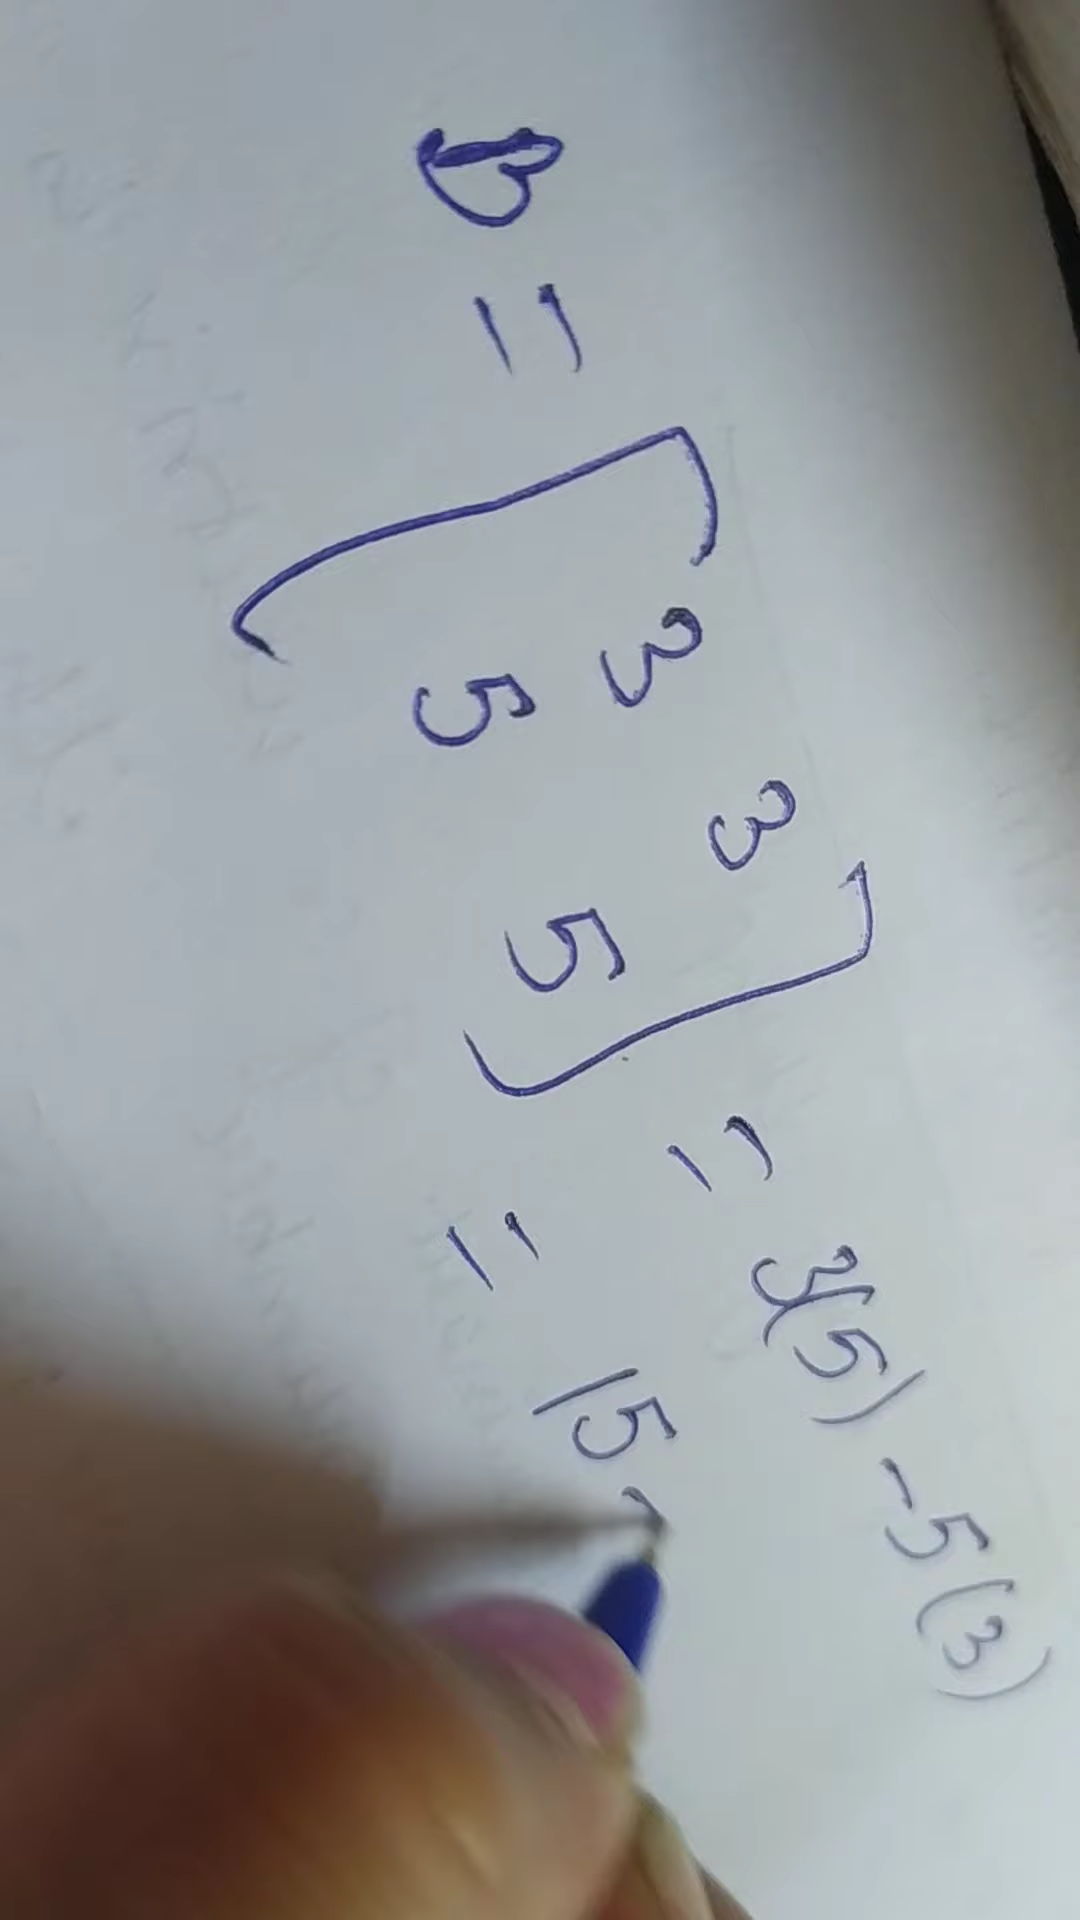 B = [ 3 3
5 5 ] = 3(5) - 5(3)
= 15 -